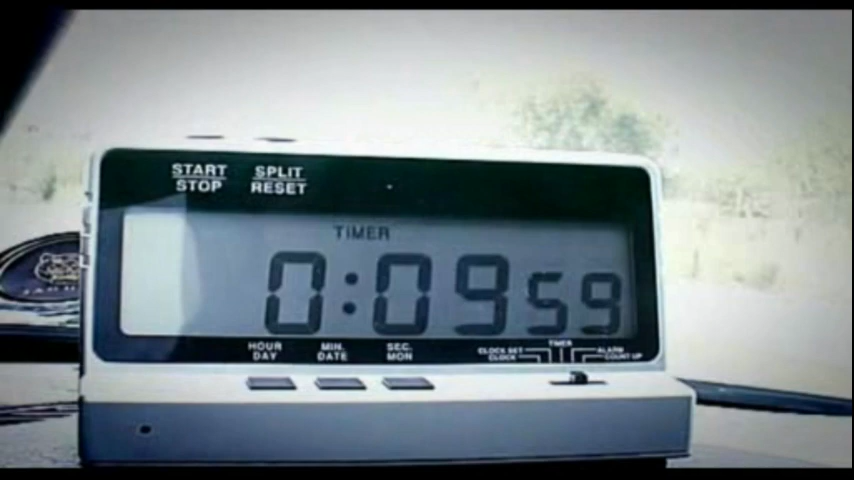 START SPLIT
STOP RESET
TIMER
0:09 59
HOUR MIN. SEC.
DAY DATE MON
TIMER
CLOCK SET ALARM
CLOCK COUNT UP